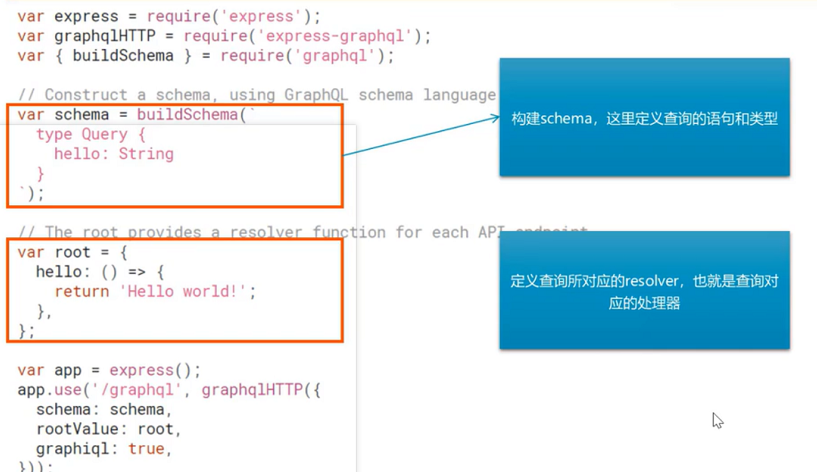 var express = require('express');
var graphqlHTTP = require('express-graphql');
var { buildSchema } = require('graphql');
// Construct a schema, using GraphQL schema language
var schema = buildSchema(`
type Query {
hello: String
}
`);
构建schema，这里定义查询的语句和类型
// The root provides a resolver function for each API endpoint
var root = {
hello: () => {
return 'Hello world!';
},
};
定义查询所对应的resolver，也就是查询对
应的处理器
var app = express();
app.use('/graphql', graphqlHTTP({
schema: schema,
rootValue: root,
graphiql: true,
}));